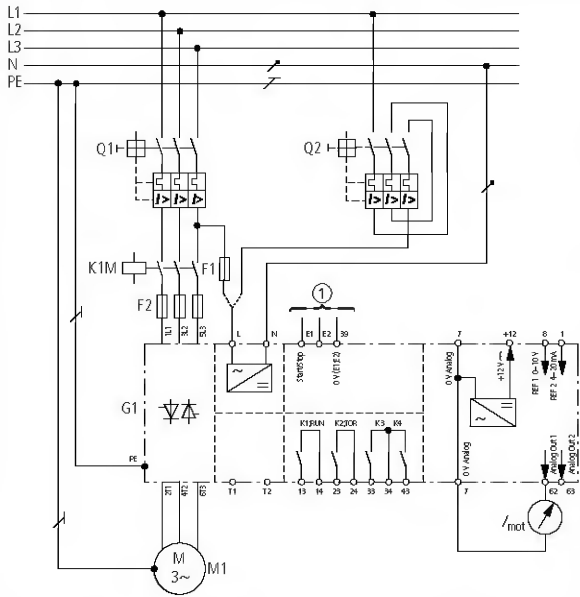 L1
L2
L3
N
PE
Q1
Q2
I> I> I>
I> I> I>
K1M
F1
F2
1
1L1 3L2 5L3
L N
E1 E2 39
7 +12 8 1
Start/Stop
0 V (E1;E2)
0 V Analog
+12 V (
REF 1 0–10 V
REF 2 4–20 mA
~ =
~ =
G1
PE
K1;RUN K2;TOR K3 K4
0 V Analog
Analog Out 1
Analog Out 2
2T1 4T2 6T3
T1 T2
13 14 23 24 33 34 43
7 62 63
I mot
M
3~
M1